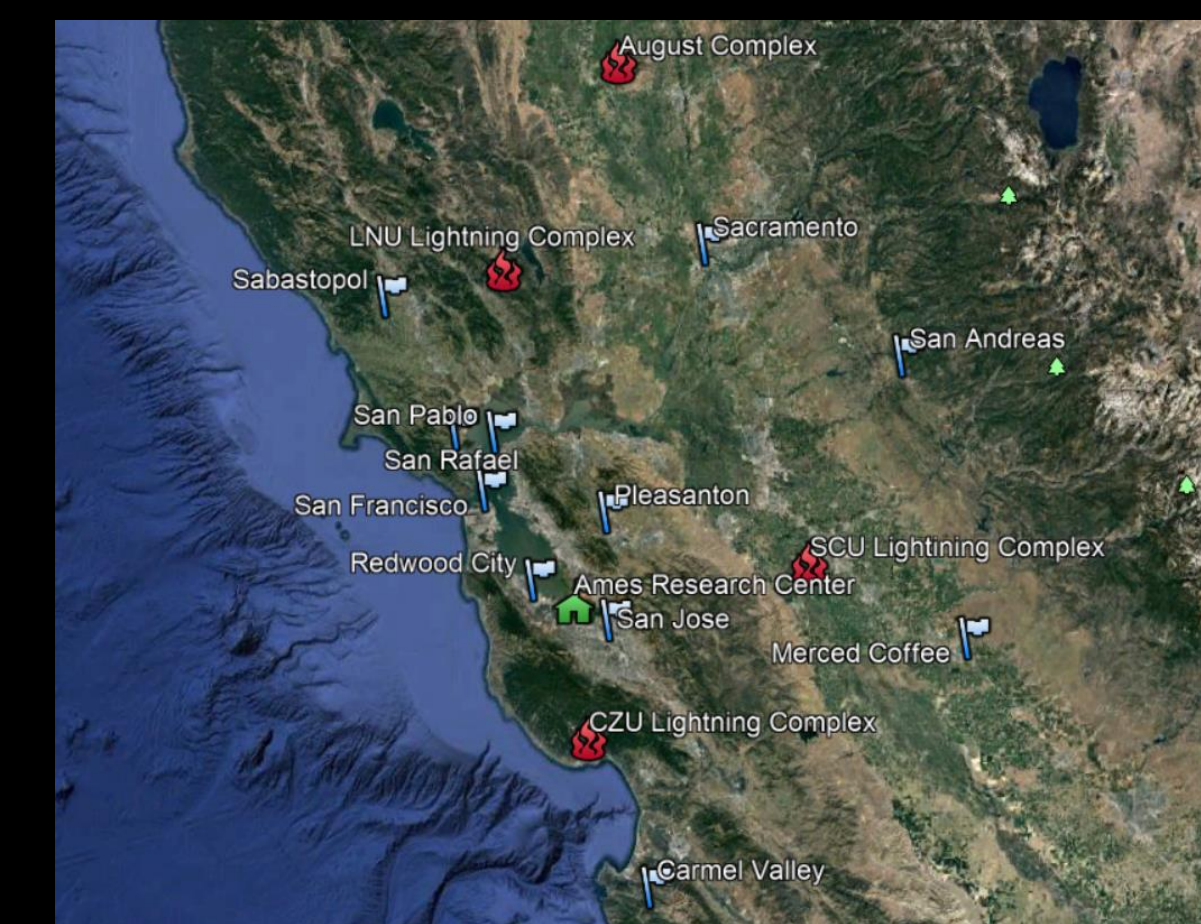 August Complex
Sacramento
LNU Lightning Complex
Sabastopol
San Andreas
San Pablo
San Rafael
Pleasanton
San Francisco
SCU Lightining Complex
Redwood City
Ames Research Center
San Jose
Merced Coffee
CZU Lightning Complex
Carmel Valley